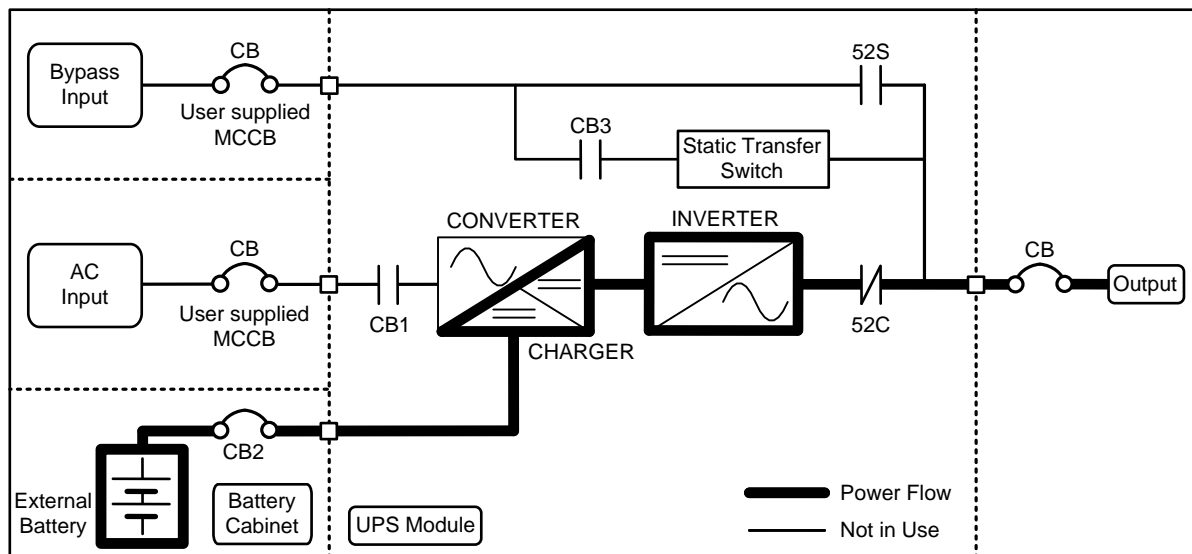 Bypass
Input
CB
User supplied
MCCB
52S
CB3
Static Transfer
Switch
AC
Input
CB
User supplied
MCCB
CB1
CONVERTER
CHARGER
INVERTER
52C
CB
Output
CB2
External
Battery
Battery
Cabinet
UPS Module
Power Flow
Not in Use